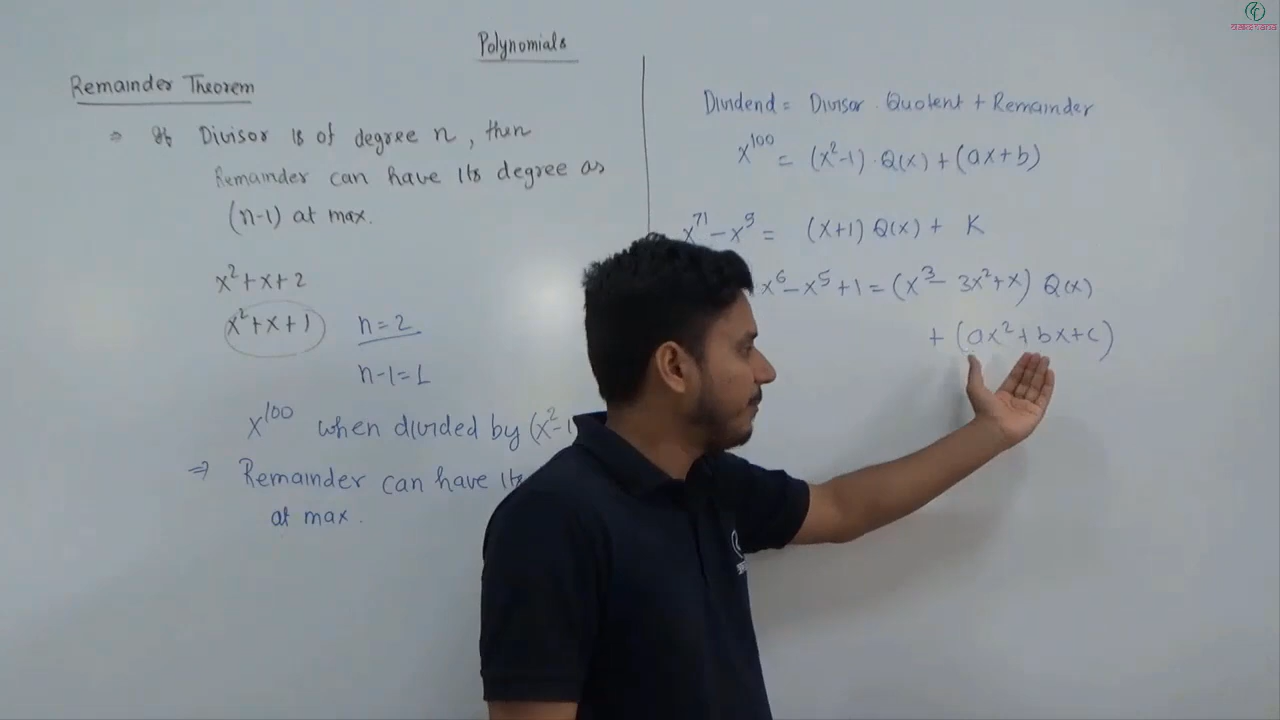 Polynomials
Remainder Theorem
⇒ If Divisor is of degree n, then
Remainder can have its degree as
(n-1) at max.
x²+x+2
x²+x+1 n=2
n-1=1
x¹⁰⁰ when divided by (x²-1
⇒ Remainder can have its
at max.
Dividend = Divisor . Quotent + Remainder
x¹⁰⁰ = (x²-1) . Q(x) + (ax+b)
x⁷¹ - x⁹ = (x+1) Q(x) + K
x⁶ - x⁵ + 1 = (x³ - 3x² + x) Q(x)
+ (ax² + bx + c)